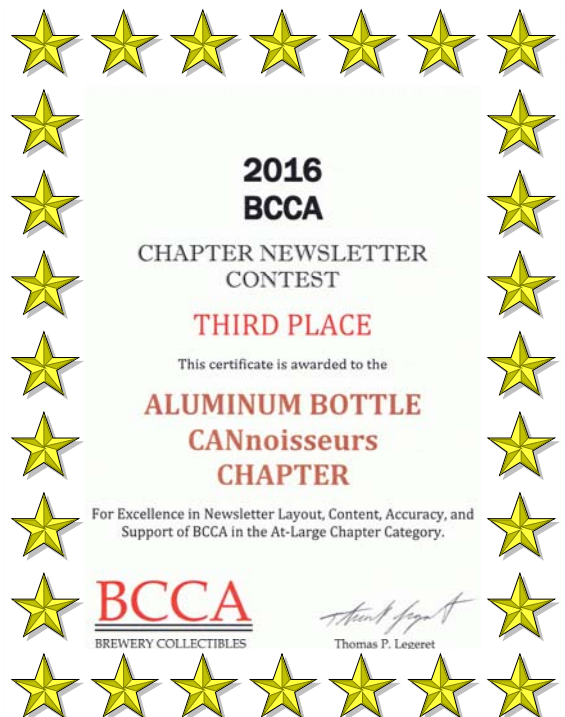 2016
BCCA
CHAPTER NEWSLETTER
CONTEST
THIRD PLACE
This certificate is awarded to the
ALUMINUM BOTTLE
CANnoisseurs
CHAPTER
For Excellence in Newsletter Layout, Content, Accuracy, and
Support of BCCA in the At-Large Chapter Category.
BCCA
BREWERY COLLECTIBLES
Thomas P. Legeret